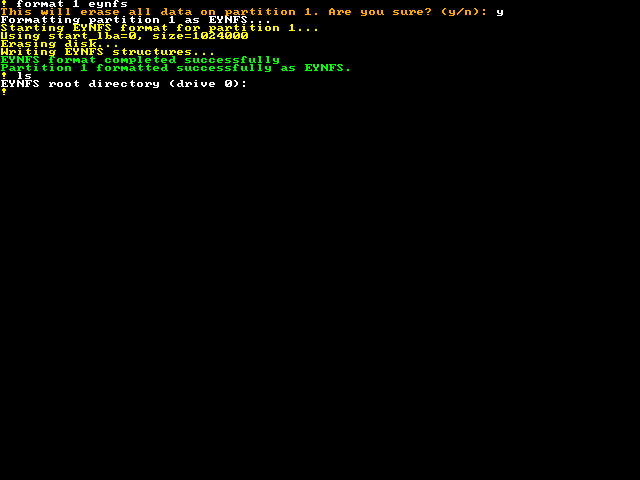 ! format 1 eynfs
This will erase all data on partition 1. Are you sure? (y/n): y
Formatting partition 1 as EYNFS...
Starting EYNFS format for partition 1...
Using start_lba=0, size=1024000
Erasing disk...
Writing EYNFS structures...
EYNFS format completed successfully
Partition 1 formatted successfully as EYNFS.
! ls
EYNFS root directory (drive 0):
!